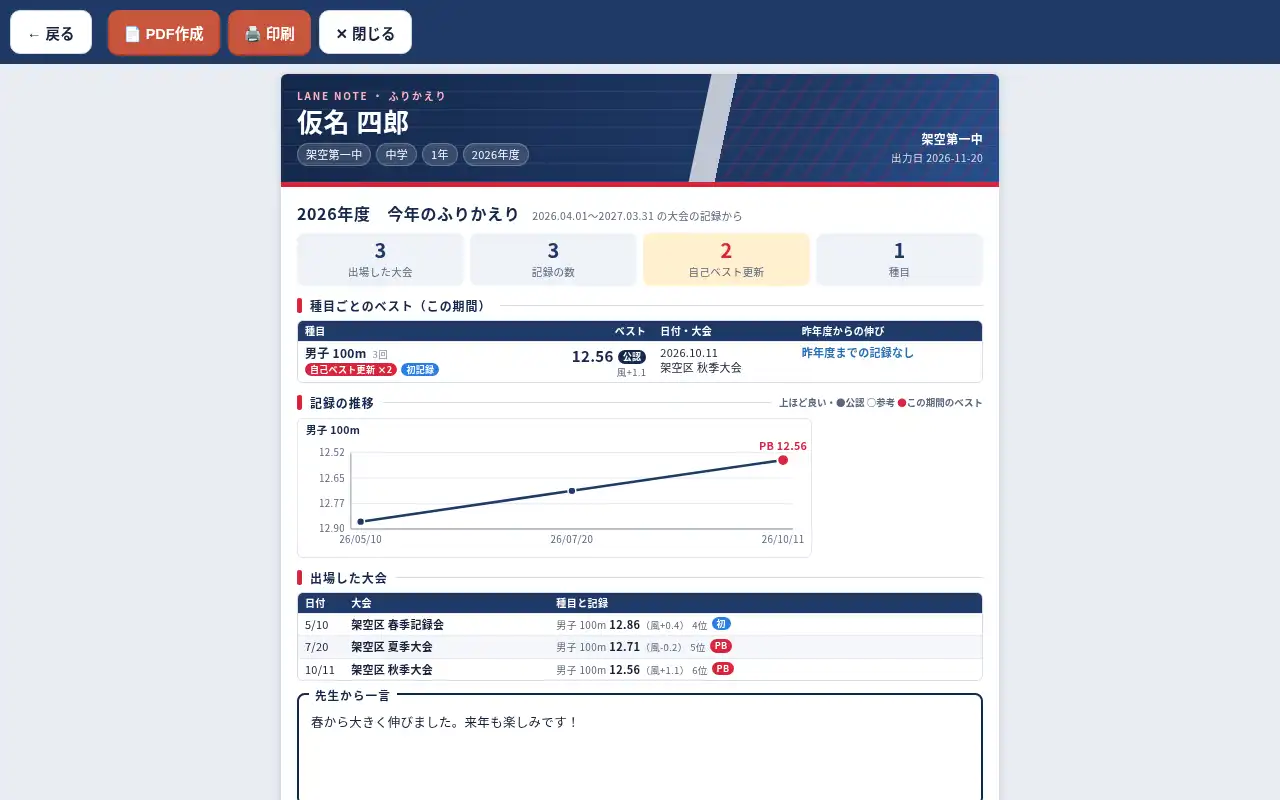 ← 戻る
📄 PDF作成
🖨️ 印刷
✕ 閉じる
LANE NOTE ・ ふりかえり
仮名 四郎
架空第一中 中学 1年 2026年度
架空第一中
出力日 2026-11-20
2026年度 今年のふりかえり 2026.04.01〜2027.03.31 の大会の記録から
3
出場した大会
3
記録の数
2
自己ベスト更新
1
種目
種目ごとのベスト（この期間）
種目 ベスト 日付・大会 昨年度からの伸び
男子 100m 3回 12.56 公認 2026.10.11 昨年度までの記録なし
自己ベスト更新 ×2 初記録 風+1.1 架空区 秋季大会
記録の推移 上ほど良い・●公認 ○参考 ●この期間のベスト
男子 100m
PB 12.56
12.52
12.65
12.77
12.90
26/05/10 26/07/20 26/10/11
出場した大会
日付 大会 種目と記録
5/10 架空区 春季記録会 男子 100m 12.86（風+0.4） 4位 初
7/20 架空区 夏季大会 男子 100m 12.71（風-0.2） 5位 PB
10/11 架空区 秋季大会 男子 100m 12.56（風+1.1） 6位 PB
先生から一言
春から大きく伸びました。来年も楽しみです！